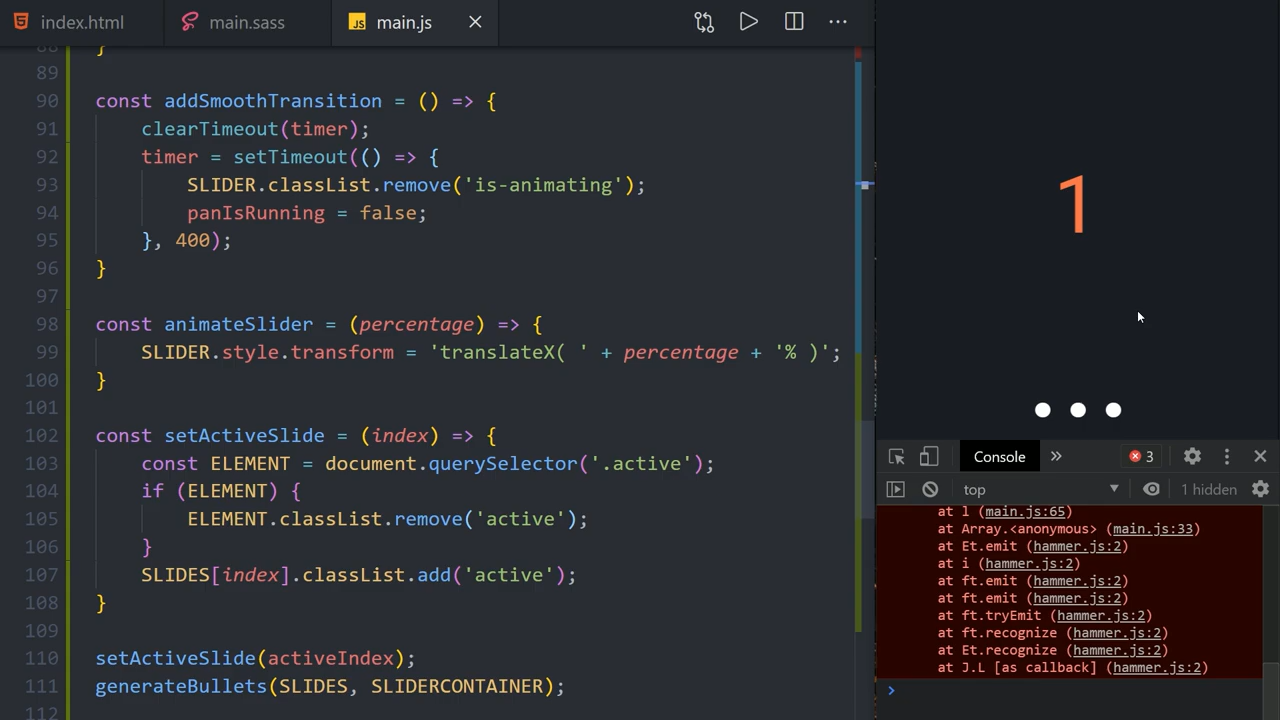 index.html
main.sass
JS main.js
88 }
89
90 const addSmoothTransition = () => {
91 clearTimeout(timer);
92 timer = setTimeout(() => {
93 SLIDER.classList.remove('is-animating');
94 panIsRunning = false;
95 }, 400);
96 }
97
98 const animateSlider = (percentage) => {
99 SLIDER.style.transform = 'translateX( ' + percentage + '% )';
100 }
101
102 const setActiveSlide = (index) => {
103 const ELEMENT = document.querySelector('.active');
104 if (ELEMENT) {
105 ELEMENT.classList.remove('active');
106 }
107 SLIDES[index].classList.add('active');
108 }
109
110 setActiveSlide(activeIndex);
111 generateBullets(SLIDES, SLIDERCONTAINER);
112
1
Console » 3
top 1 hidden
at l (main.js:65)
at Array.<anonymous> (main.js:33)
at Et.emit (hammer.js:2)
at i (hammer.js:2)
at ft.emit (hammer.js:2)
at ft.emit (hammer.js:2)
at ft.tryEmit (hammer.js:2)
at ft.recognize (hammer.js:2)
at Et.recognize (hammer.js:2)
at J.L [as callback] (hammer.js:2)